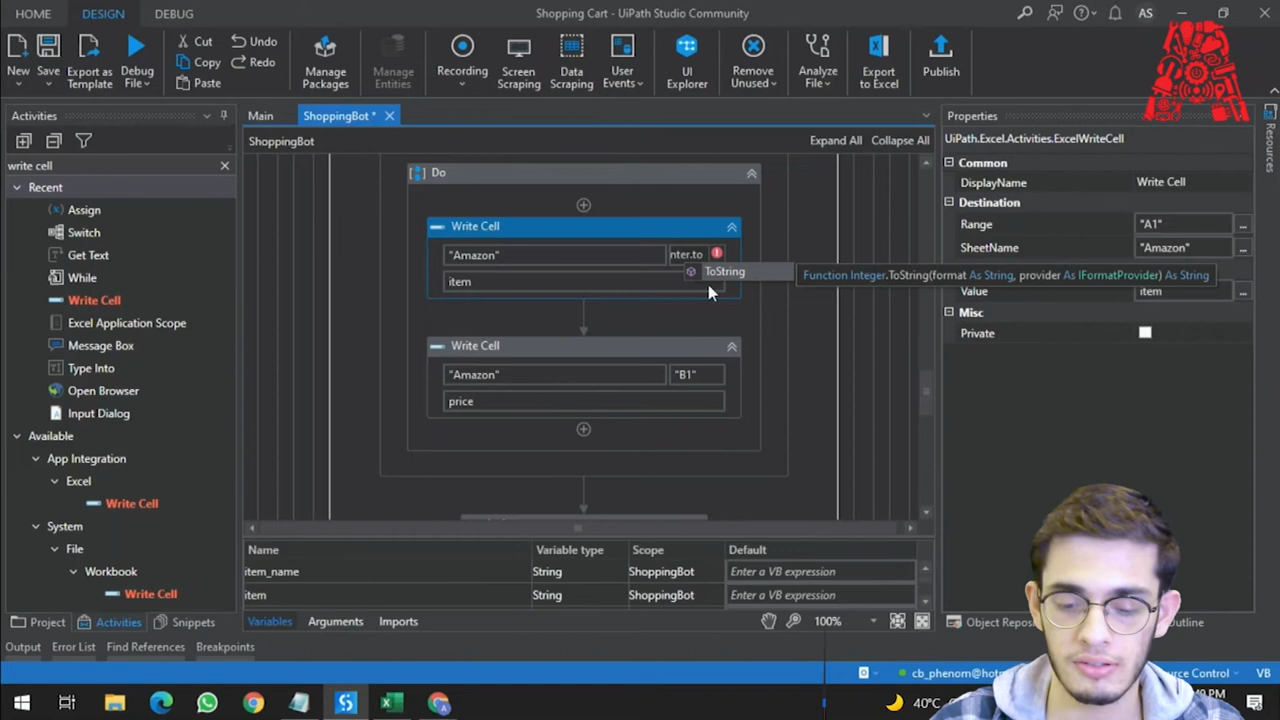 HOME DESIGN DEBUG Shopping Cart - UiPath Studio Community AS
New Save Export as Template Debug File Cut Copy Paste Undo Redo Manage Packages Manage Entities Recording Screen Scraping Data Scraping User Events UI Explorer Remove Unused Analyze File Export to Excel Publish
Activities
write cell
Recent
Assign
Switch
Get Text
While
Write Cell
Excel Application Scope
Message Box
Type Into
Open Browser
Input Dialog
Available
App Integration
Excel
Write Cell
System
File
Workbook
Write Cell
Project Activities Snippets
Main ShoppingBot *
ShoppingBot Expand All Collapse All
Do
Write Cell
"Amazon" nter.to
ToString Function Integer.ToString(format As String, provider As IFormatProvider) As String
item
Write Cell
"Amazon" "B1"
price
Name Variable type Scope Default
item_name String ShoppingBot Enter a VB expression
item String ShoppingBot Enter a VB expression
Variables Arguments Imports 100%
Properties
UiPath.Excel.Activities.ExcelWriteCell
Common
DisplayName Write Cell
Destination
Range "A1" ...
SheetName "Amazon" ...
Value item ...
Misc
Private
Resources
Output Error List Find References Breakpoints
VB
40°C